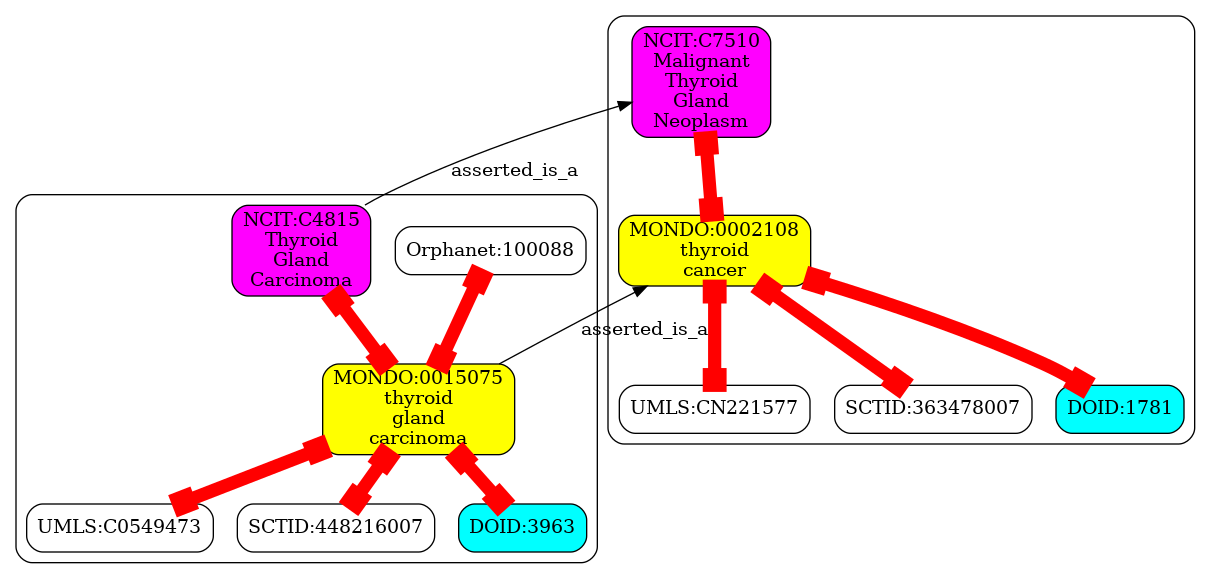 NCIT:C7510
Malignant
Thyroid
Gland
Neoplasm
asserted_is_a
NCIT:C4815
Thyroid
Gland
Carcinoma
Orphanet:100088
MONDO:0002108
thyroid
cancer
asserted_is_a
MONDO:0015075
thyroid
gland
carcinoma
UMLS:CN221577
SCTID:363478007
DOID:1781
UMLS:C0549473
SCTID:448216007
DOID:3963